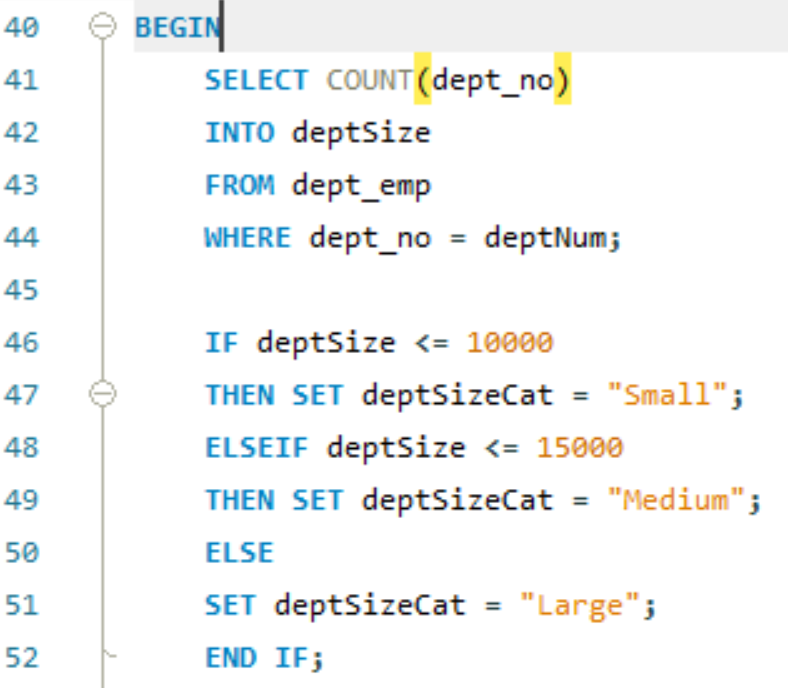 40 BEGIN
41 SELECT COUNT(dept_no)
42 INTO deptSize
43 FROM dept_emp
44 WHERE dept_no = deptNum;
45
46 IF deptSize <= 10000
47 THEN SET deptSizeCat = "Small";
48 ELSEIF deptSize <= 15000
49 THEN SET deptSizeCat = "Medium";
50 ELSE
51 SET deptSizeCat = "Large";
52 END IF;